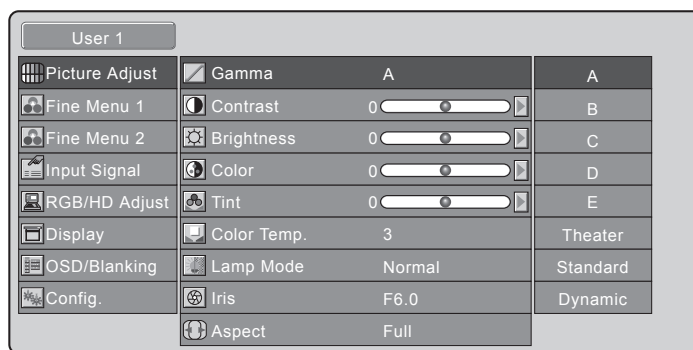 User 1
Picture Adjust Gamma A A
Fine Menu 1 Contrast 0 B
Fine Menu 2 Brightness 0 C
Input Signal Color 0 D
RGB/HD Adjust Tint 0 E
Display Color Temp. 3 Theater
OSD/Blanking Lamp Mode Normal Standard
Config. Iris F6.0 Dynamic
Aspect Full